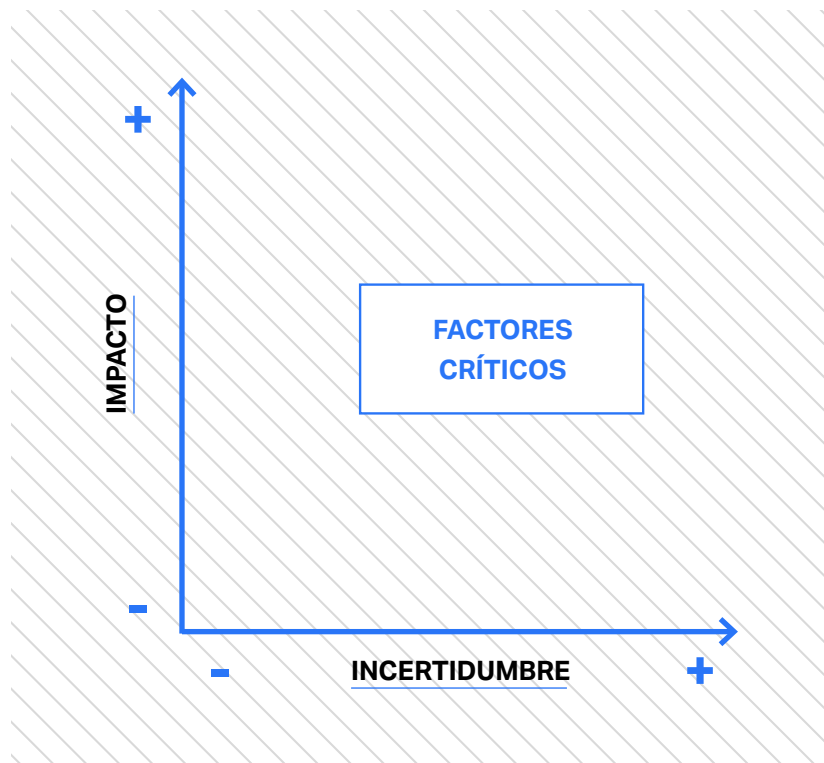 +
IMPACTO
FACTORES
CRÍTICOS
-
-
INCERTIDUMBRE
+